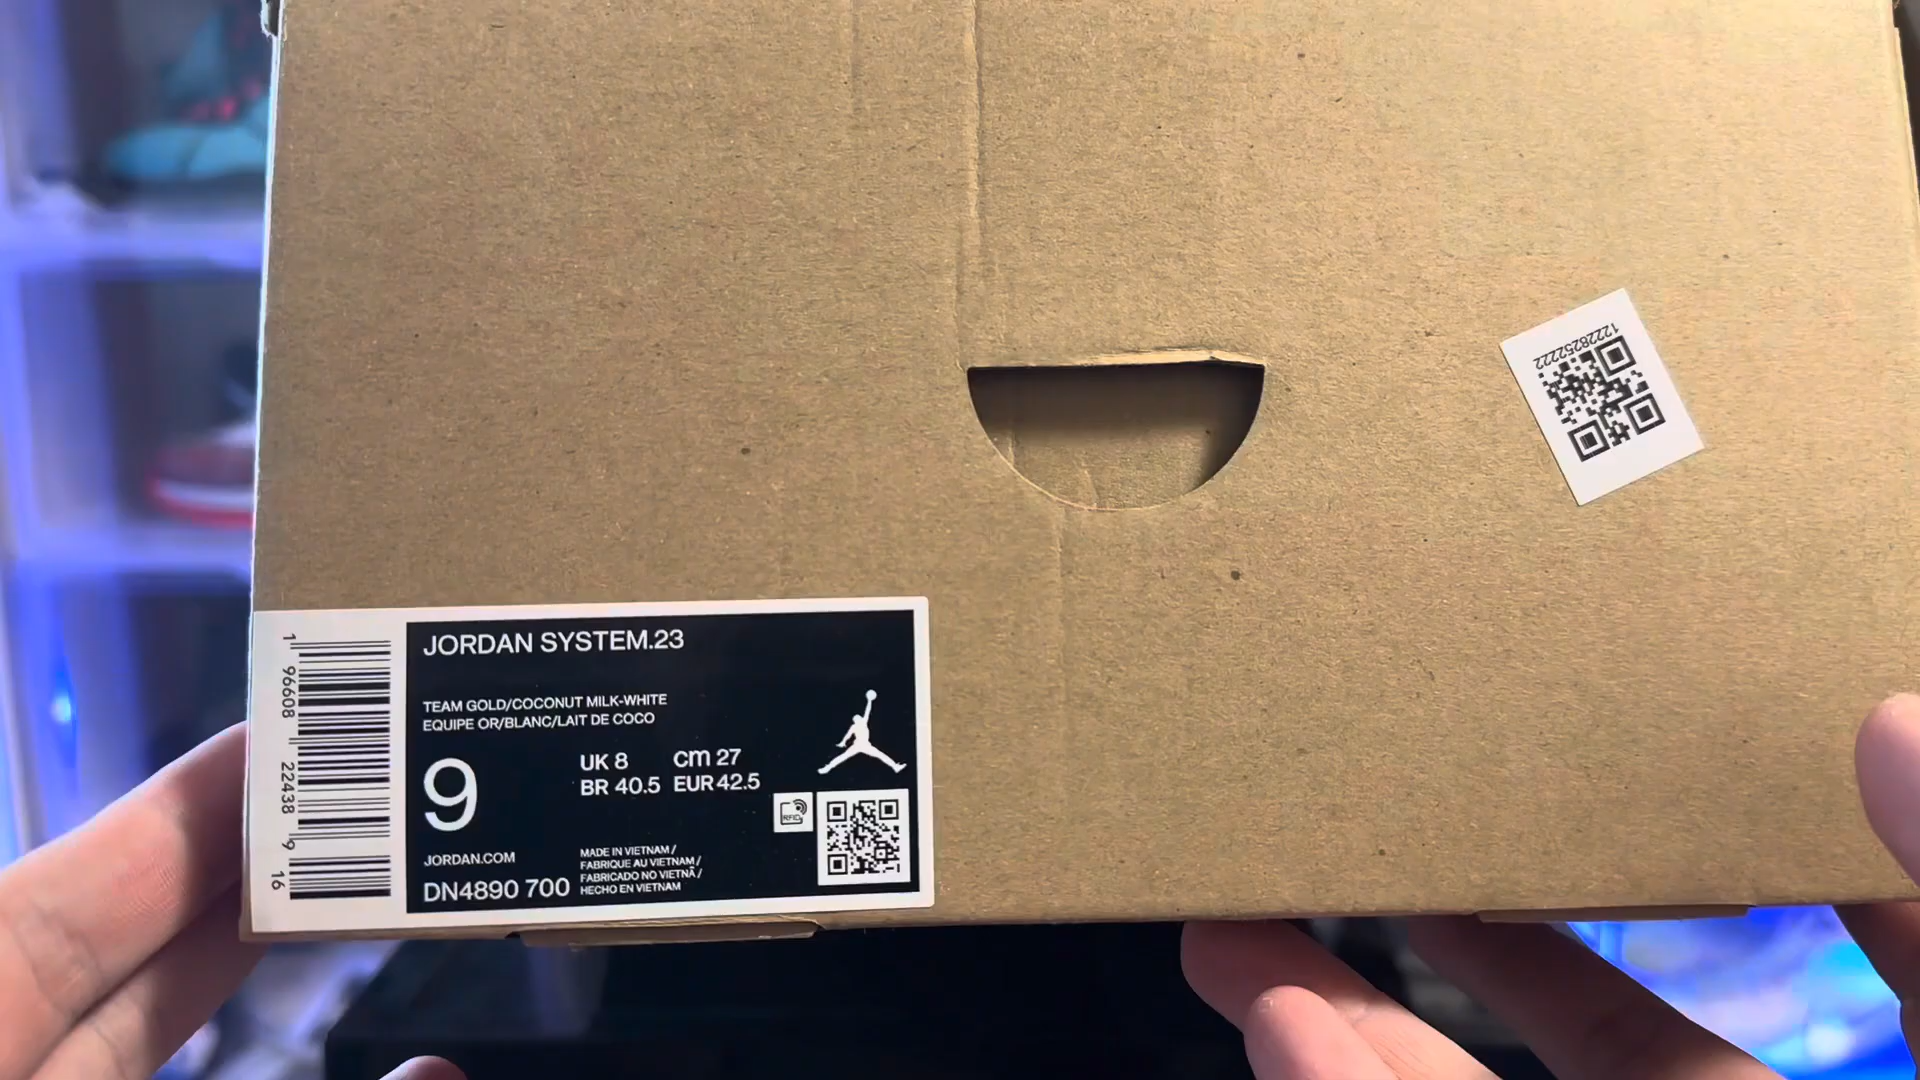 12228252222
JORDAN SYSTEM.23
TEAM GOLD/COCONUT MILK-WHITE
EQUIPE OR/BLANC/LAIT DE COCO
9
UK 8 cm 27
BR 40.5 EUR 42.5
RFID
JORDAN.COM
DN4890 700
MADE IN VIETNAM /
FABRIQUE AU VIETNAM /
FABRICADO NO VIETNÃ /
HECHO EN VIETNAM
1 96608 22438 9 16